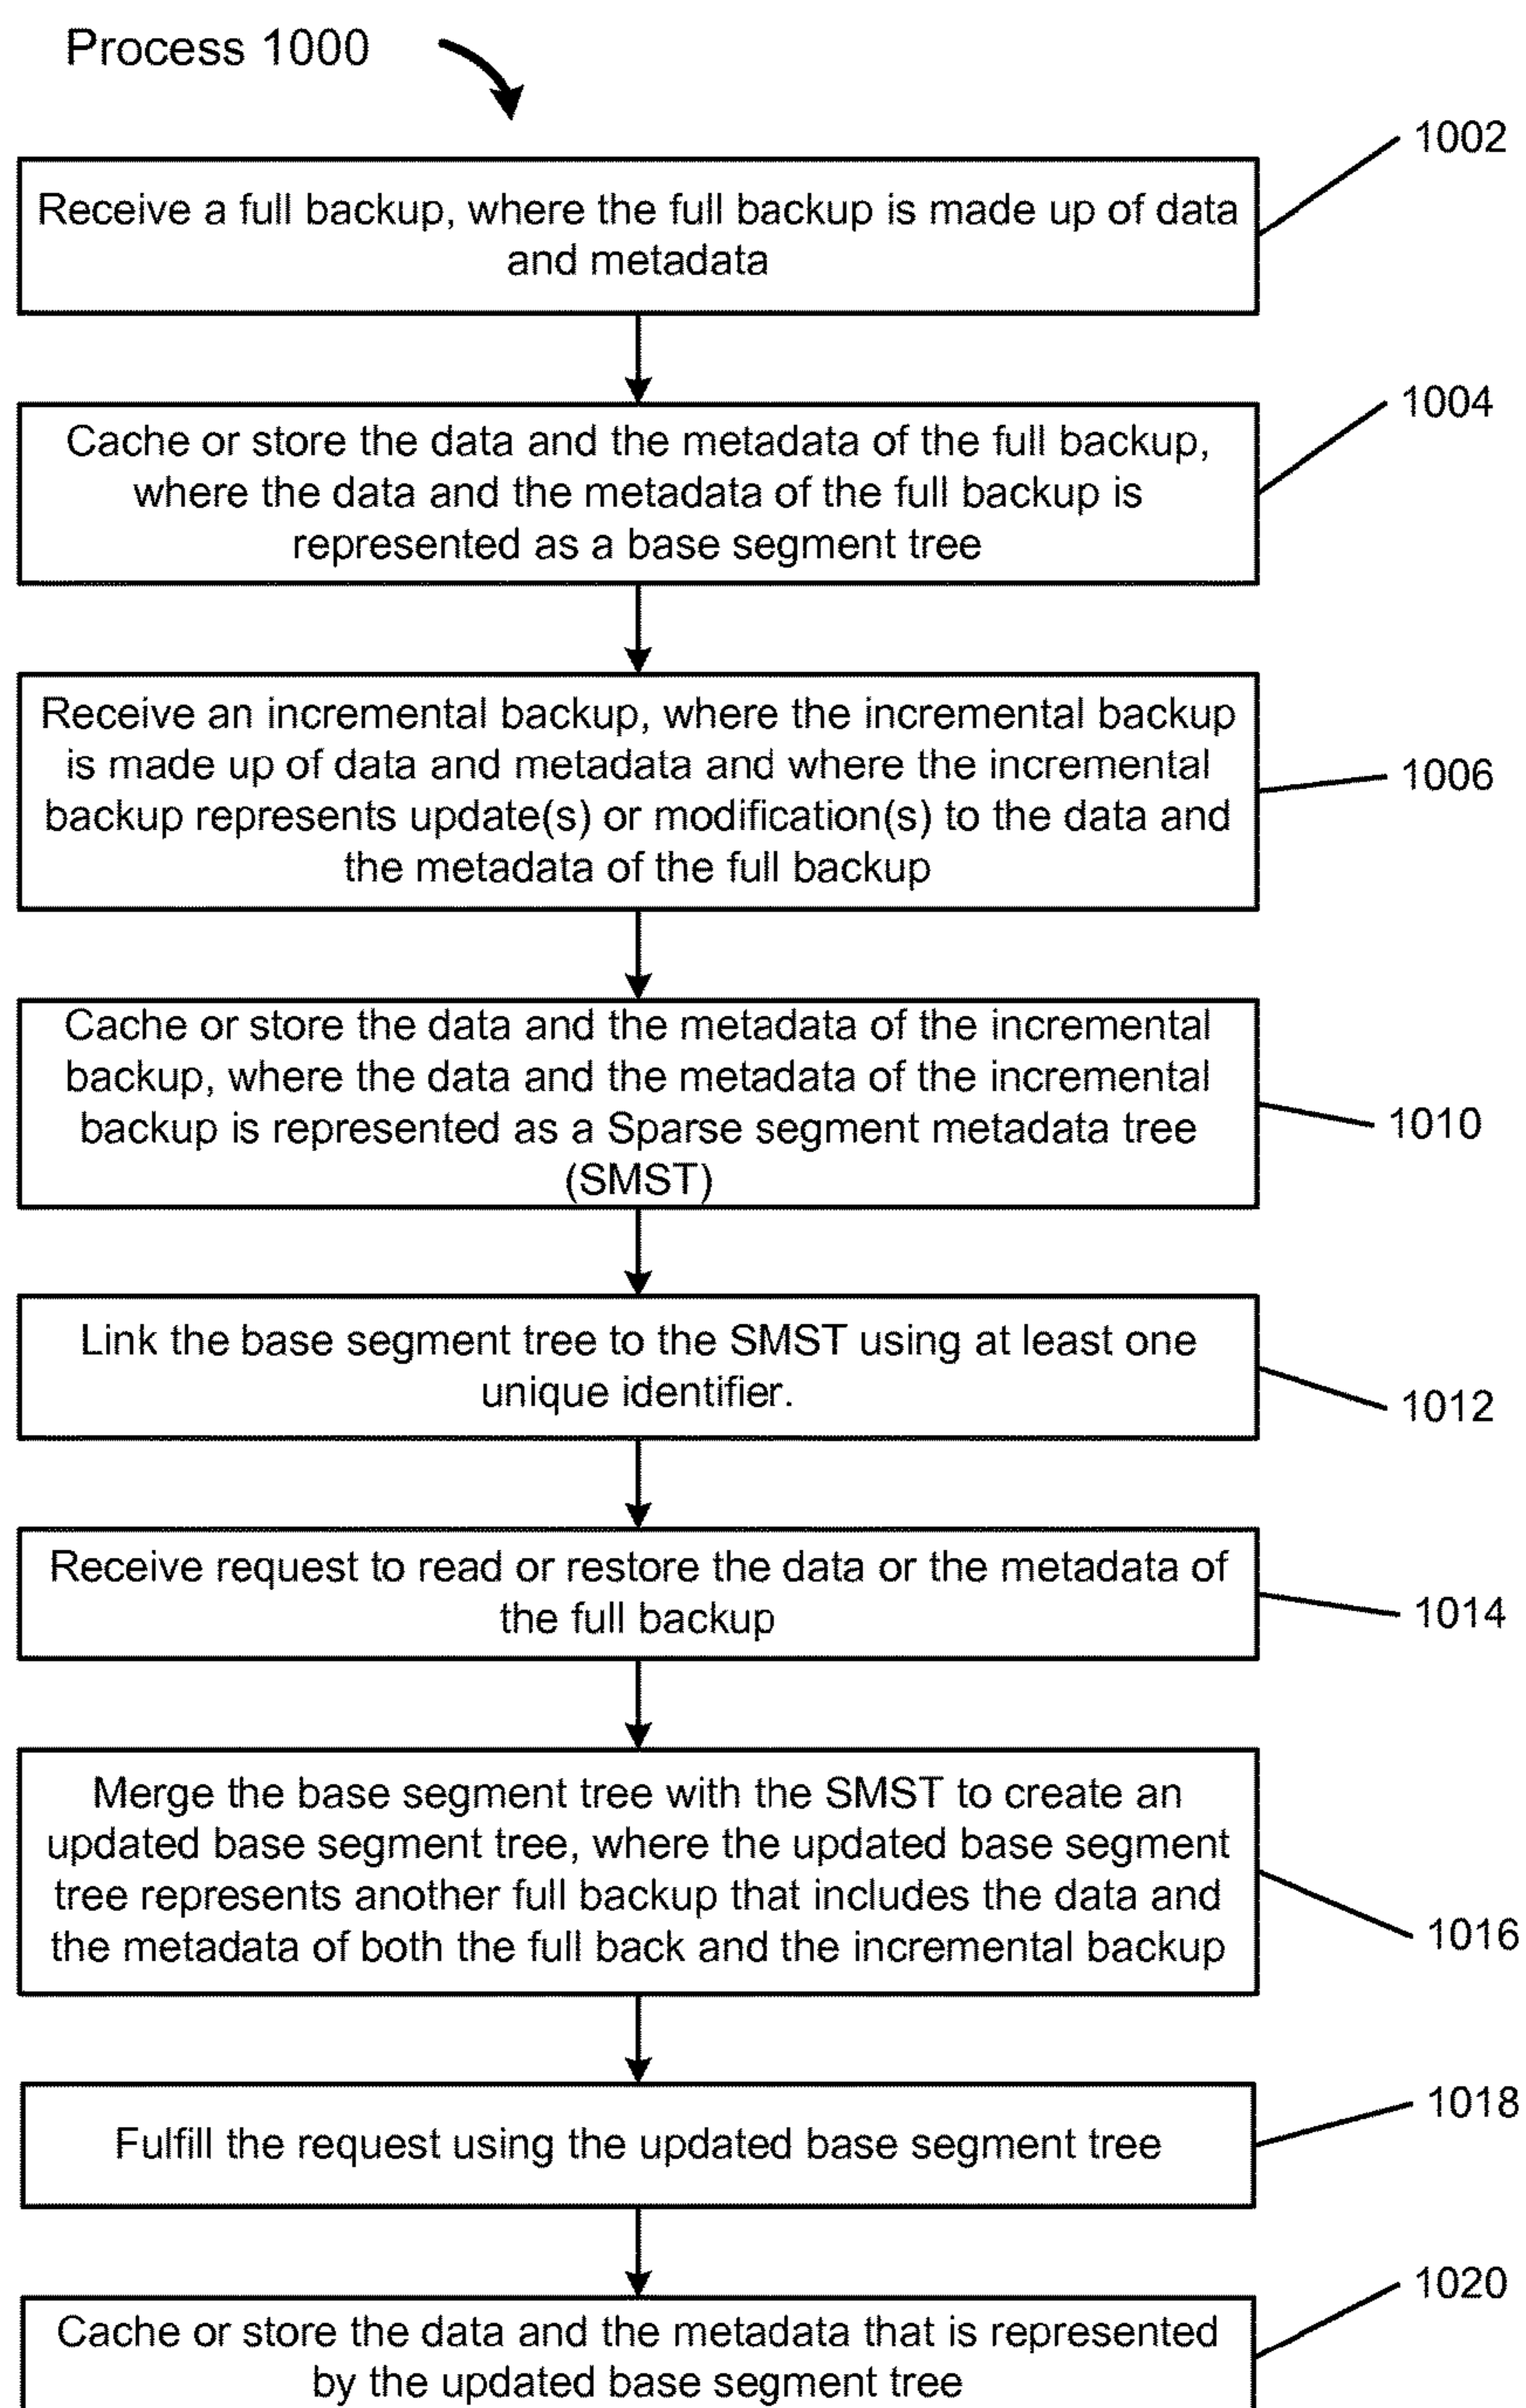 Process 1000
1002
Receive a full backup, where the full backup is made up of data
and metadata
1004
Cache or store the data and the metadata of the full backup,
where the data and the metadata of the full backup is
represented as a base segment tree
Receive an incremental backup, where the incremental backup
is made up of data and metadata and where the incremental
1006
backup represents update(s) or modification(s) to the data and
the metadata of the full backup
Cache or store the data and the metadata of the incremental
backup, where the data and the metadata of the incremental
backup is represented as a Sparse segment metadata tree
1010
(SMST)
Link the base segment tree to the SMST using at least one
unique identifier.
1012
Receive request to read or restore the data or the metadata of
the full backup
1014
Merge the base segment tree with the SMST to create an
updated base segment tree, where the updated base segment
tree represents another full backup that includes the data and
the metadata of both the full back and the incremental backup
1016
1018
Fulfill the request using the updated base segment tree
1020
Cache or store the data and the metadata that is represented
by the updated base segment tree